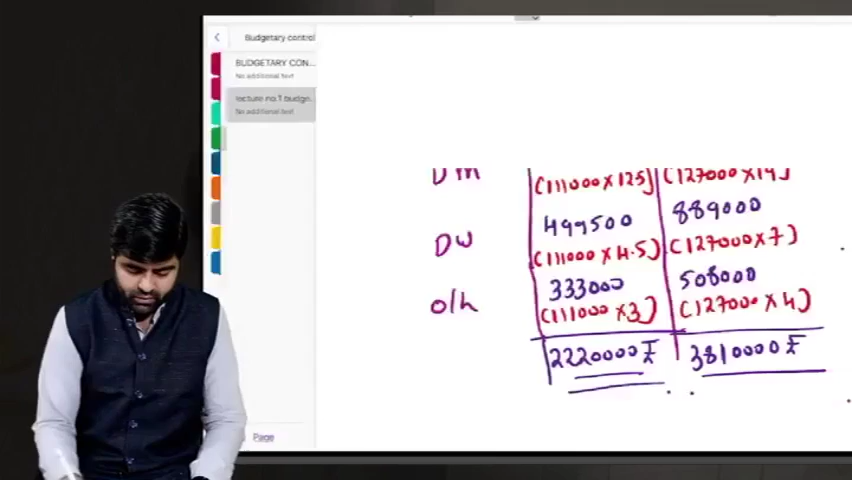 Budgetary control
BUDGETARY CON...
No additional text
lecture no.1 budge..
No additional text
DM (111000 X 12.5) (127000 X 19)
499500 889000
DW (111000 X 4.5) (127000 X 7)
333000 508000
O/h (111000 X 3) (127000 X 4)
2220000 ₹ 3810000 ₹
Page